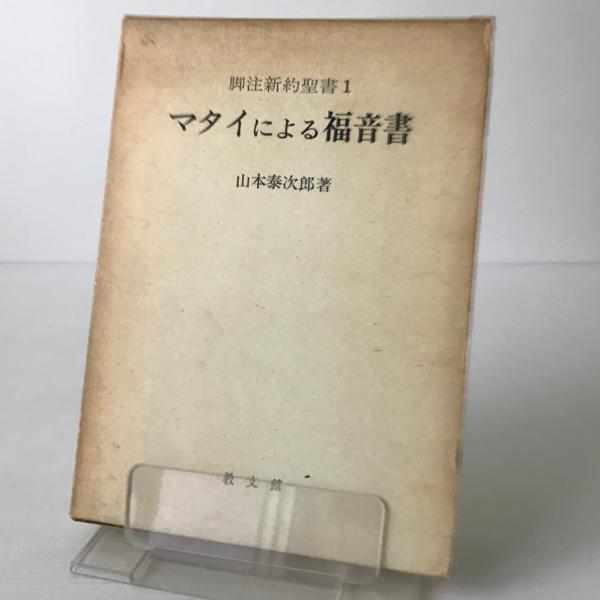 脚注新約聖書1
マタイによる福音書
山本泰次郎著
教文館